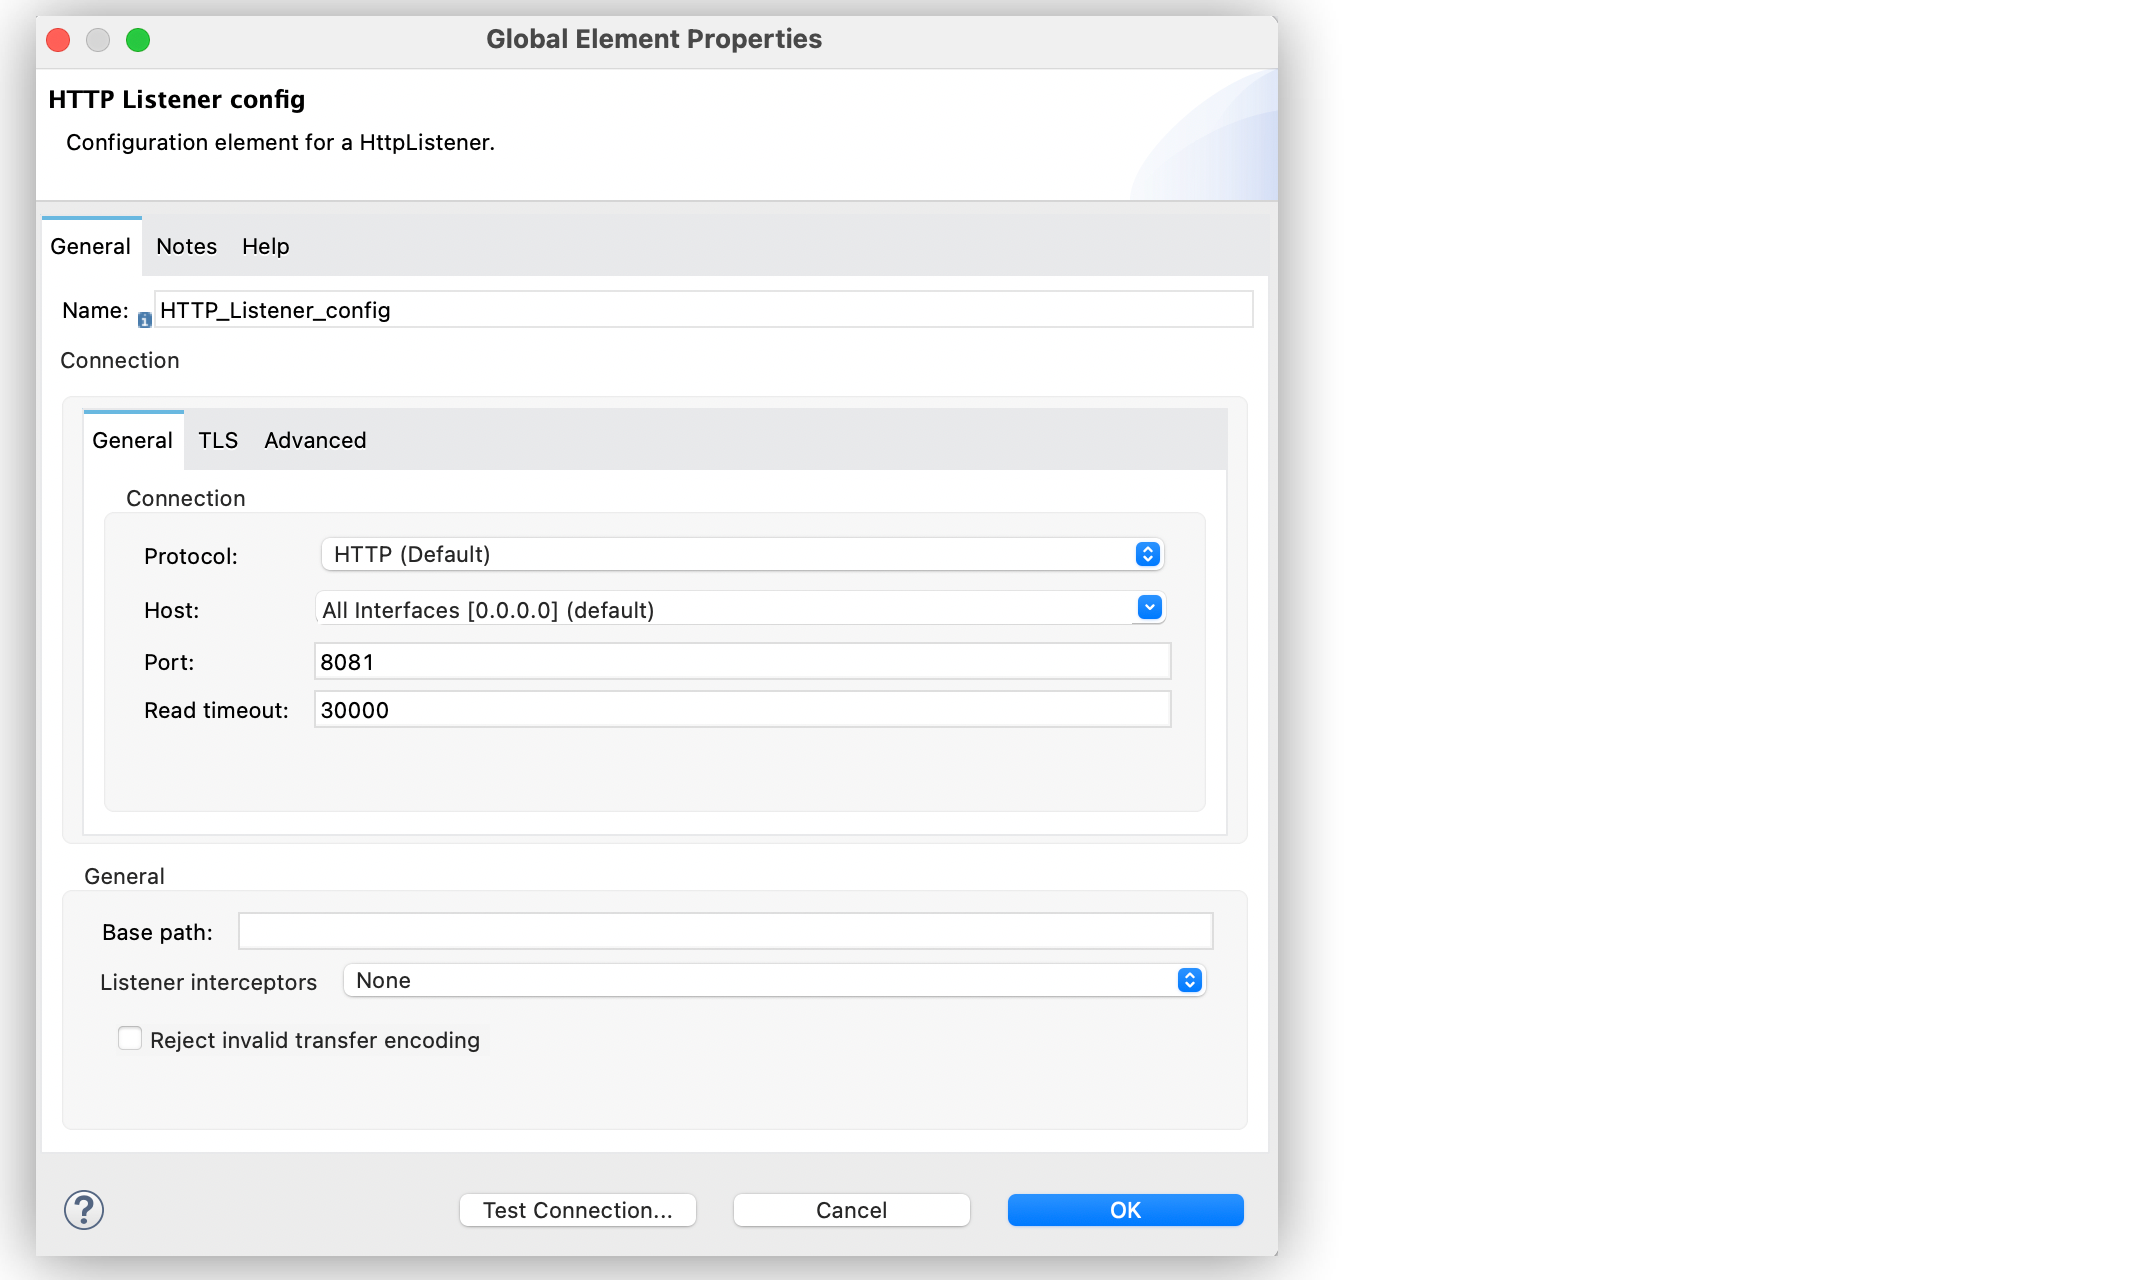 Global Element Properties
HTTP Listener config
Configuration element for a HttpListener.
General Notes Help
Name: HTTP_Listener_config
Connection
General TLS Advanced
Connection
Protocol: HTTP (Default)
Host: All Interfaces [0.0.0.0] (default)
Port: 8081
Read timeout: 30000
General
Base path:
Listener interceptors None
Reject invalid transfer encoding
? Test Connection... Cancel OK